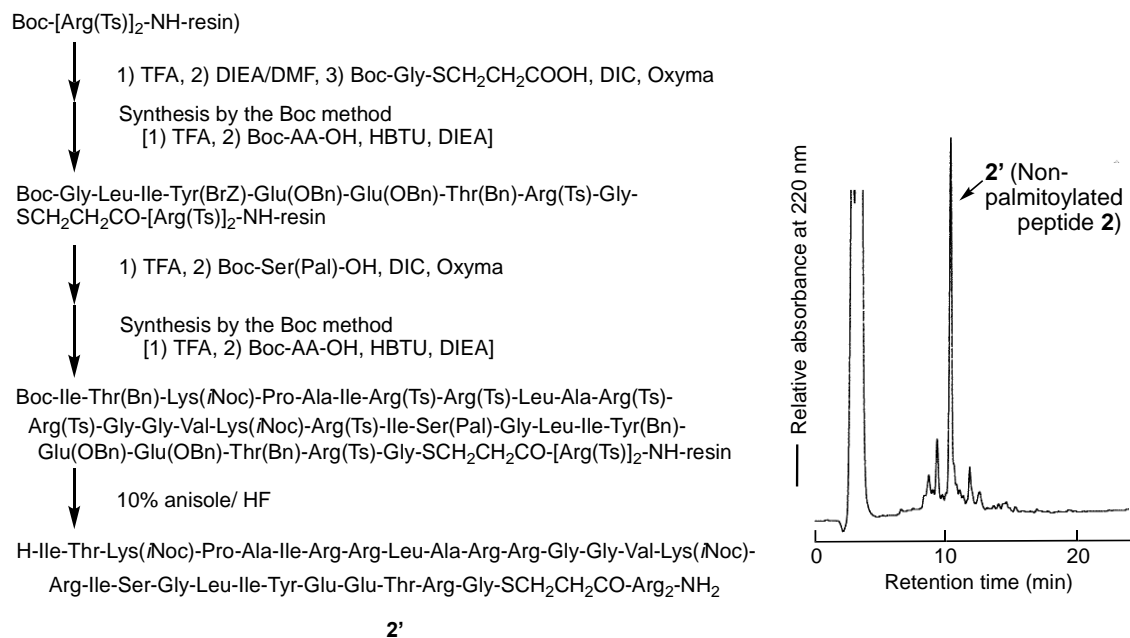 Boc-[Arg(Ts)]2-NH-resin)
1) TFA, 2) DIEA/DMF, 3) Boc-Gly-SCH2CH2COOH, DIC, Oxyma
Synthesis by the Boc method
[1) TFA, 2) Boc-AA-OH, HBTU, DIEA]
Boc-Gly-Leu-Ile-Tyr(BrZ)-Glu(OBn)-Glu(OBn)-Thr(Bn)-Arg(Ts)-Gly-
SCH2CH2CO-[Arg(Ts)]2-NH-resin
1) TFA, 2) Boc-Ser(Pal)-OH, DIC, Oxyma
Synthesis by the Boc method
[1) TFA, 2) Boc-AA-OH, HBTU, DIEA]
Boc-Ile-Thr(Bn)-Lys(iNoc)-Pro-Ala-Ile-Arg(Ts)-Arg(Ts)-Leu-Ala-Arg(Ts)-
Arg(Ts)-Gly-Gly-Val-Lys(iNoc)-Arg(Ts)-Ile-Ser(Pal)-Gly-Leu-Ile-Tyr(Bn)-
Glu(OBn)-Glu(OBn)-Thr(Bn)-Arg(Ts)-Gly-SCH2CH2CO-[Arg(Ts)]2-NH-resin
10% anisole/ HF
H-Ile-Thr-Lys(iNoc)-Pro-Ala-Ile-Arg-Arg-Leu-Ala-Arg-Arg-Gly-Gly-Val-Lys(iNoc)-
Arg-Ile-Ser-Gly-Leu-Ile-Tyr-Glu-Glu-Thr-Arg-Gly-SCH2CH2CO-Arg2-NH2
2'
Relative absorbance at 220 nm
2' (Non-
palmitoylated
peptide 2)
0 10 20
Retention time (min)